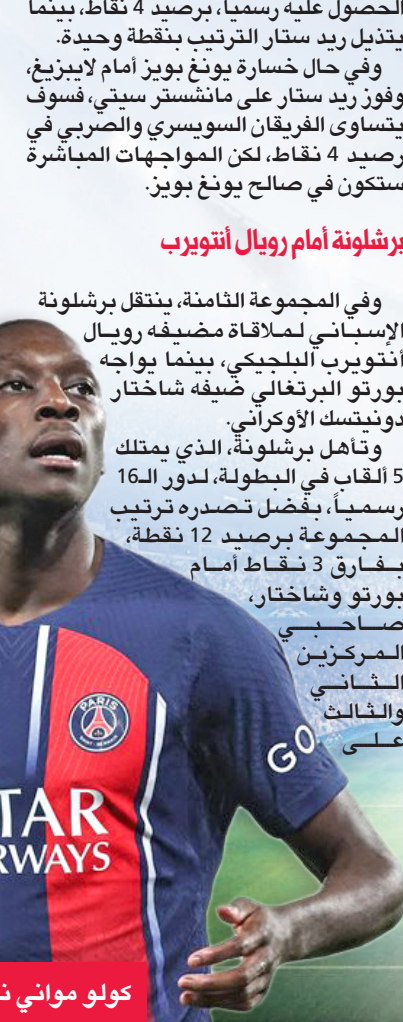 الحصول عليه رسمياً، برصيد 4 نقاط، بينما
يتذيل ريد ستار الترتيب بنقطة وحيدة.
وفي حال خسارة يونغ بويز أمام لايبزيغ،
وفوز ريد ستار على مانشستر سيتي، فسوف
يتساوى الفريقان السويسري والصربي في
رصيد 4 نقاط، لكن المواجهات المباشرة
ستكون في صالح يونغ بويز.
برشلونة أمام رويال أنتويرب
وفي المجموعة الثامنة، ينتقل برشلونة
الإسباني لملاقاة مضيفه رويال
أنتويرب البلجيكي، بينما يواجه
بورتو البرتغالي ضيفه شاختار
دونيتسك الأوكراني.
وتأهل برشلونة، الذي يمتلك
5 ألقاب في البطولة، لدور الـ16
رسمياً، بفضل تصدره ترتيب
المجموعة برصيد 12 نقطة،
بفارق 3 نقاط أمام
بورتو وشاختار،
صاحبي
المركزين
الثاني
والثالث
على
PARIS
GO
TAR
RWAYS
كولو مواني